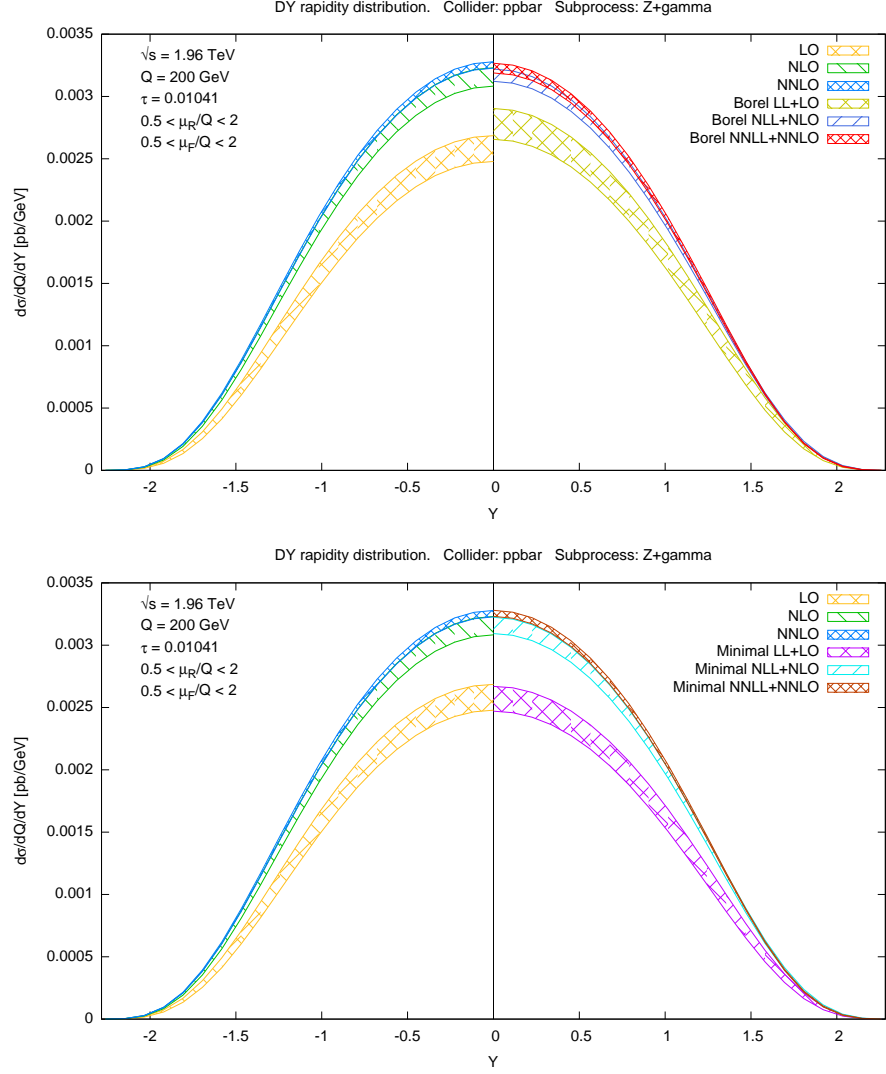 DY rapidity distribution. Collider: ppbar Subprocess: Z+gamma
0.0035
0.003
0.0025
0.002
0.0015
0.001
0.0005
0
dσ/dQ/dY [pb/GeV]
√s = 1.96 TeV
Q = 200 GeV
τ = 0.01041
0.5 < μR/Q < 2
0.5 < μF/Q < 2
LO
NLO
NNLO
Borel LL+LO
Borel NLL+NLO
Borel NNLL+NNLO
-2 -1.5 -1 -0.5 0 0.5 1 1.5 2
Y
DY rapidity distribution. Collider: ppbar Subprocess: Z+gamma
0.0035
0.003
0.0025
0.002
0.0015
0.001
0.0005
0
dσ/dQ/dY [pb/GeV]
√s = 1.96 TeV
Q = 200 GeV
τ = 0.01041
0.5 < μR/Q < 2
0.5 < μF/Q < 2
LO
NLO
NNLO
Minimal LL+LO
Minimal NLL+NLO
Minimal NNLL+NNLO
-2 -1.5 -1 -0.5 0 0.5 1 1.5 2
Y